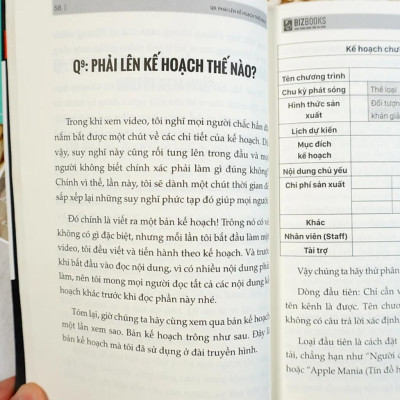 58 |
Q9: PHẢI LÊN KẾ HOẠCH THẾ NÀO?
Trong khi xem video, tôi nghĩ mọi người chắc hẳn đã
nắm bắt được một chút về các chi tiết của kế hoạch. Dù
vậy, suy nghĩ này cũng rối tung lên trong đầu và mọi
người không biết chính xác phải làm gì đúng không?
Chính vì thế, lần này, tôi sẽ dành một chút thời gian để
sắp xếp lại những suy nghĩ phức tạp đó giúp mọi người.
Đó chính là viết ra một bản kế hoạch! Trông nó có vẻ
không có gì đặc biệt, nhưng mỗi lần tôi bắt đầu làm một
video, tôi đều viết và tiến hành theo kế hoạch. Và trước
khi bắt đầu vào đọc nội dung, vì có nhiều nội dung phải
làm, nên tôi mong mọi người đọc tất cả các nội dung kế
hoạch khác trước khi đọc phần này nhé.
Tóm lại, giờ chúng ta hãy cùng xem qua bản kế hoạch
một lần xem sao. Bản kế hoạch trông như sau. Đây là
bản kế hoạch mà tôi đã sử dụng ở đài truyền hình.
BIZBOOKS
Kế hoạch chư
Tên chương trình
Chu kỳ phát sóng Thể loại
Hình thức sản Đối tượng
xuất khán giả
Lịch dự kiến
Mục đích
kế hoạch
Nội dung chủ yếu
Chi phí sản xuất
Khác
Nhân viên (Staff)
Tài trợ
Vậy chúng ta hãy thử phân
Dòng đầu tiên: Chỉ cần v
tên kênh là được. Tên chươ
không có câu trả lời xác định
Loại đầu tiên là cách đặt
tải, chẳng hạn như "Người
hoặc "Apple Mania (Tín đồ